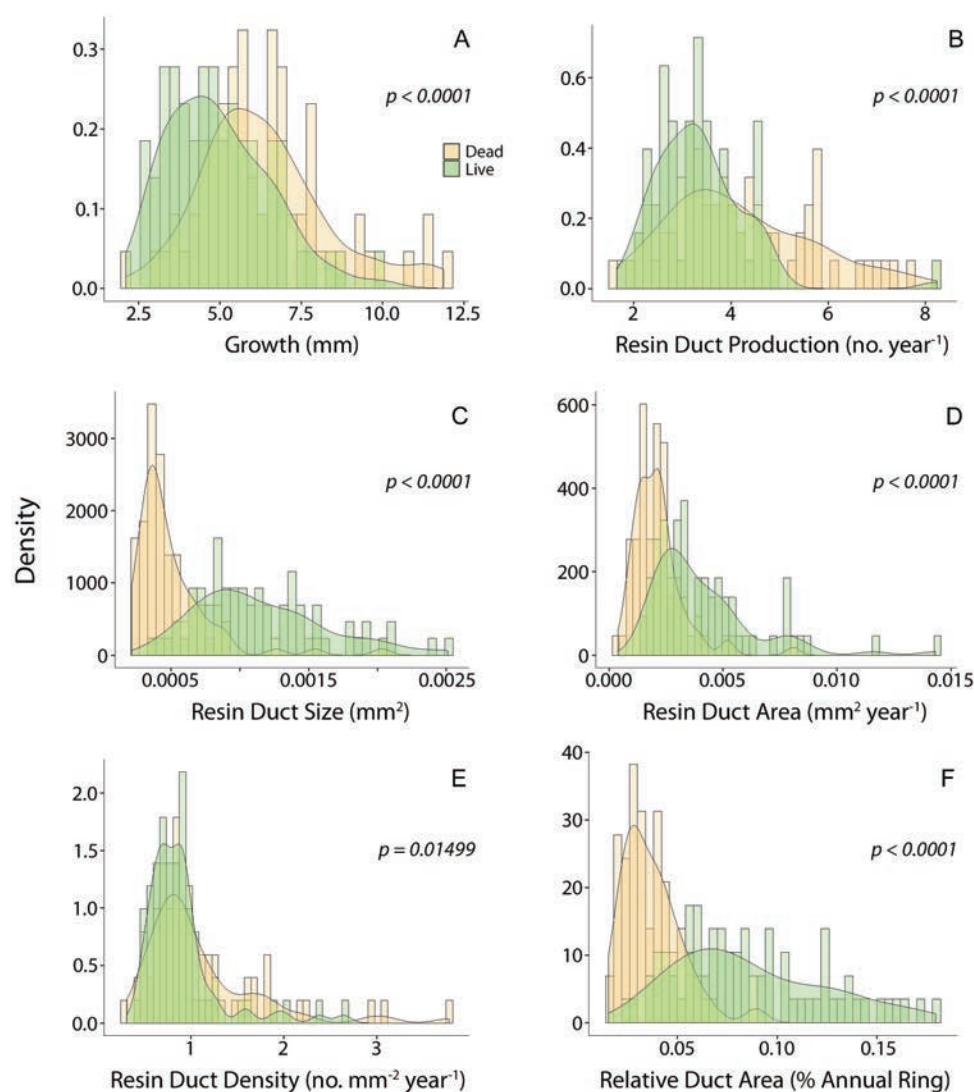 A
p < 0.0001
0.3
0.2
0.1
0.0
2.5 5.0 7.5 10.0 12.5
Growth (mm)
Dead
Live
B
p < 0.0001
0.6
0.4
0.2
0.0
2 4 6 8
Resin Duct Production (no. year⁻¹)
Density
C
p < 0.0001
3000
2000
1000
0
0.0005 0.0015 0.0025
Resin Duct Size (mm²)
D
p < 0.0001
600
400
200
0
0.000 0.005 0.010 0.015
Resin Duct Area (mm² year⁻¹)
E
p = 0.01499
2.0
1.5
1.0
0.5
0.0
1 2 3
Resin Duct Density (no. mm⁻² year⁻¹)
F
p < 0.0001
40
30
20
10
0
0.05 0.10 0.15
Relative Duct Area (% Annual Ring)